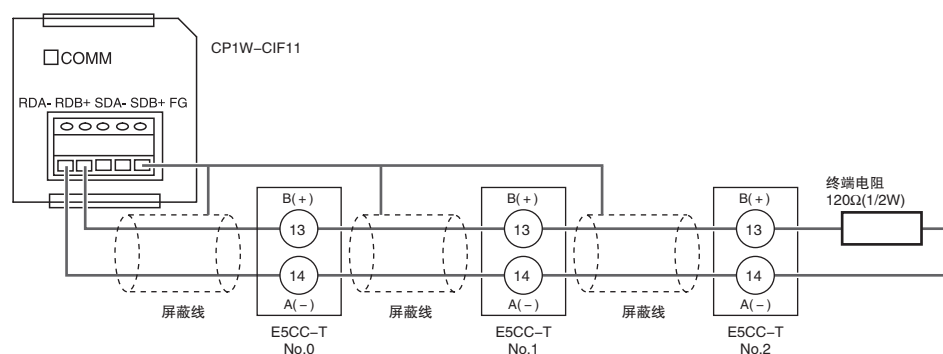 CP1W-CIF11
COMM
RDA- RDB+ SDA- SDB+ FG
终端电阻
120Ω(1/2W)
B(+)
B(+)
B(+)
13
13
13
14
14
14
A(-)
A(-)
A(-)
屏蔽线
屏蔽线
屏蔽线
E5CC-T
No.0
E5CC-T
No.1
E5CC-T
No.2